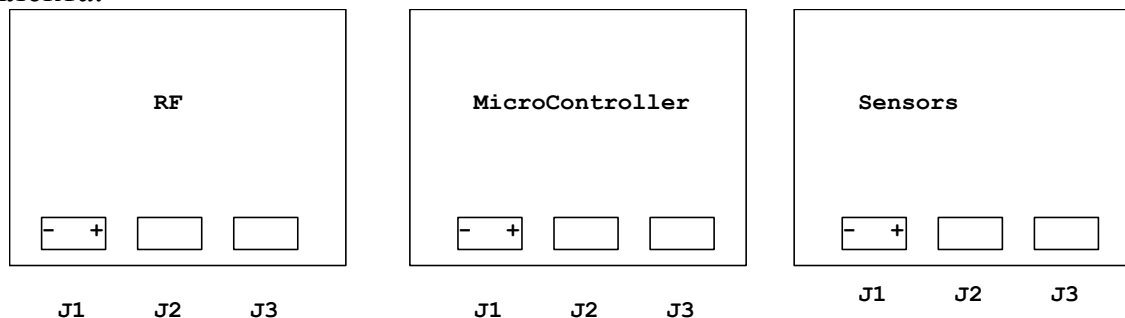 RF MicroController Sensors
- + - + - +
J1 J2 J3 J1 J2 J3 J1 J2 J3